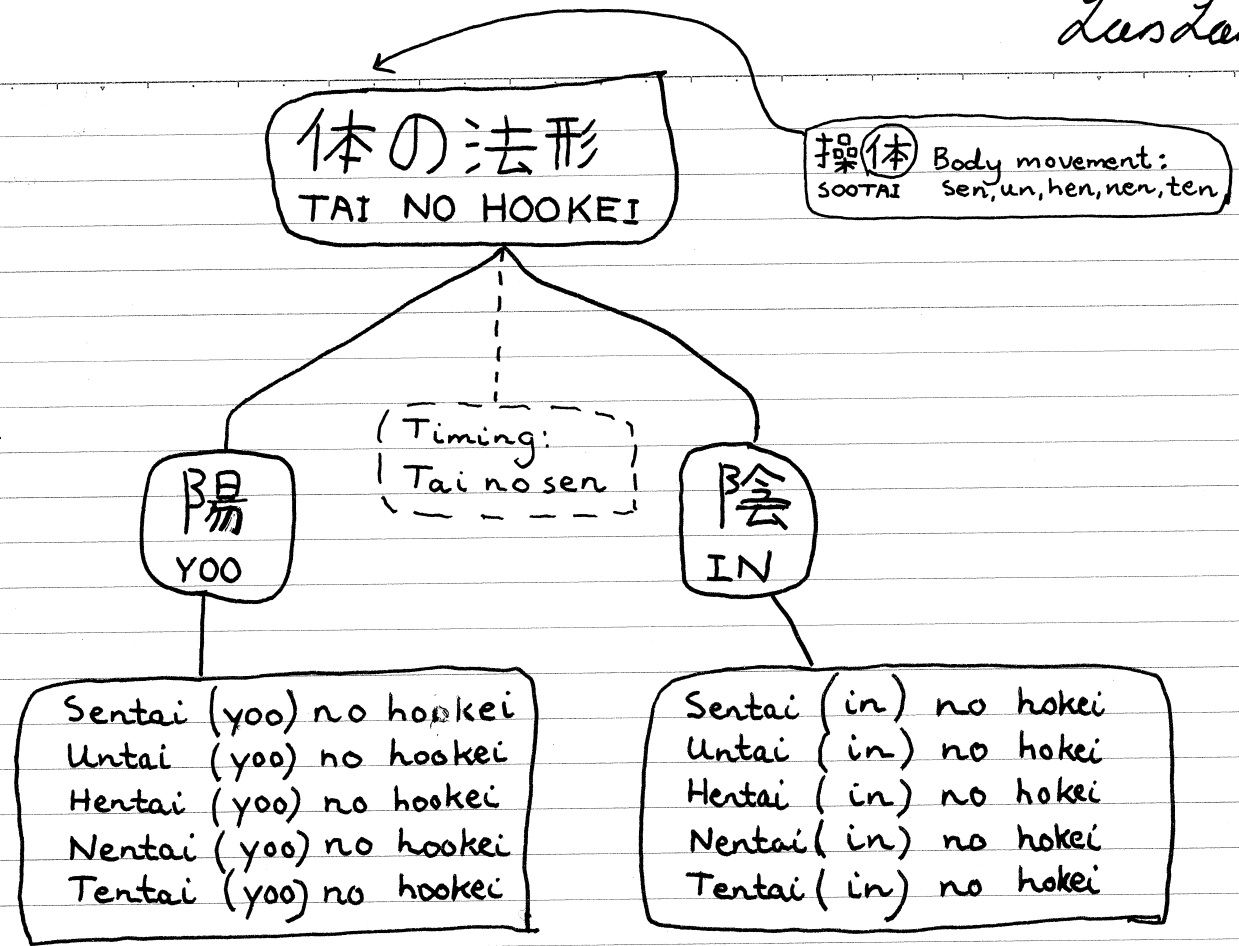 体の法形
TAI NO HOOKEI
操体 Body movement:
SOOTAI sen, un, hen, nen, ten
Timing:
Tai no sen
陽
YOO
陰
IN
Sentai (yoo) no hookei
Untai (yoo) no hookei
Hentai (yoo) no hookei
Nentai (yoo) no hookei
Tentai (yoo) no hookei
Sentai (in) no hokei
Untai (in) no hokei
Hentai (in) no hokei
Nentai (in) no hokei
Tentai (in) no hokei